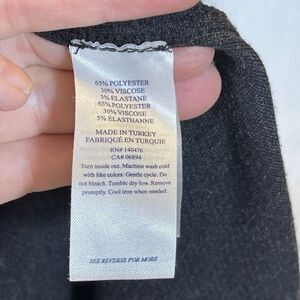 65% POLYESTER
30% VISCOSE
5% ELASTANE
65% POLYESTER
30% VISCOSE
5% ELASTHANNE
MADE IN TURKEY
FABRIQUÉ EN TURQUIE
RN# 140476
CA# 06894
Turn inside out. Machine wash cold
with like colors. Gentle cycle. Do
not bleach. Tumble dry low. Remove
promptly. Cool iron when needed.
SEE REVERSE FOR MORE